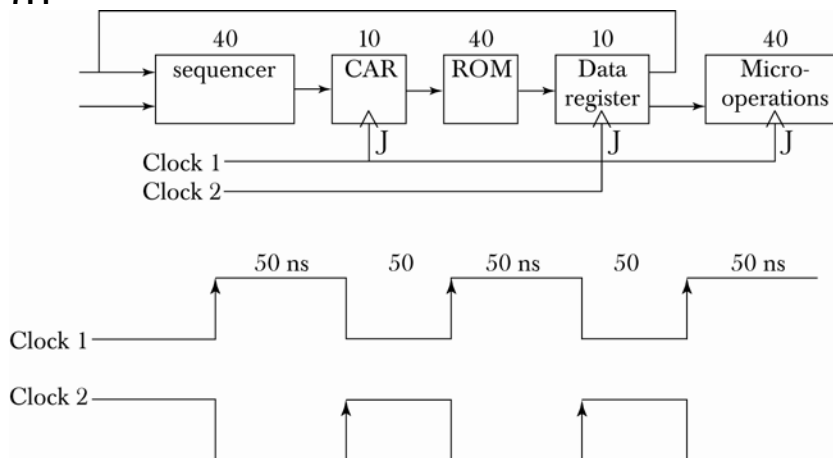 40 10 40 10 40
sequencer CAR ROM Data register Micro-operations
J J
Clock 1
Clock 2
50 ns 50 50 ns 50 50 ns
Clock 1
Clock 2